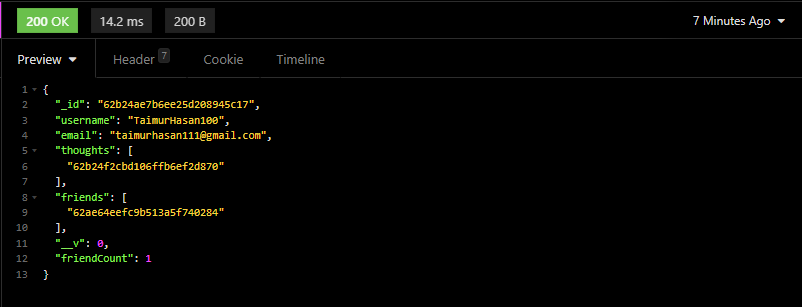 200 OK 14.2 ms 200 B 7 Minutes Ago
Preview Header 7 Cookie Timeline
1 {
2 "_id": "62b24ae7b6ee25d208945c17",
3 "username": "TaimurHasan100",
4 "email": "taimurhasan111@gmail.com",
5 "thoughts": [
6 "62b24f2cbd106ffb6ef2d870"
7 ],
8 "friends": [
9 "62ae64eefc9b513a5f740284"
10 ],
11 "__v": 0,
12 "friendCount": 1
13 }